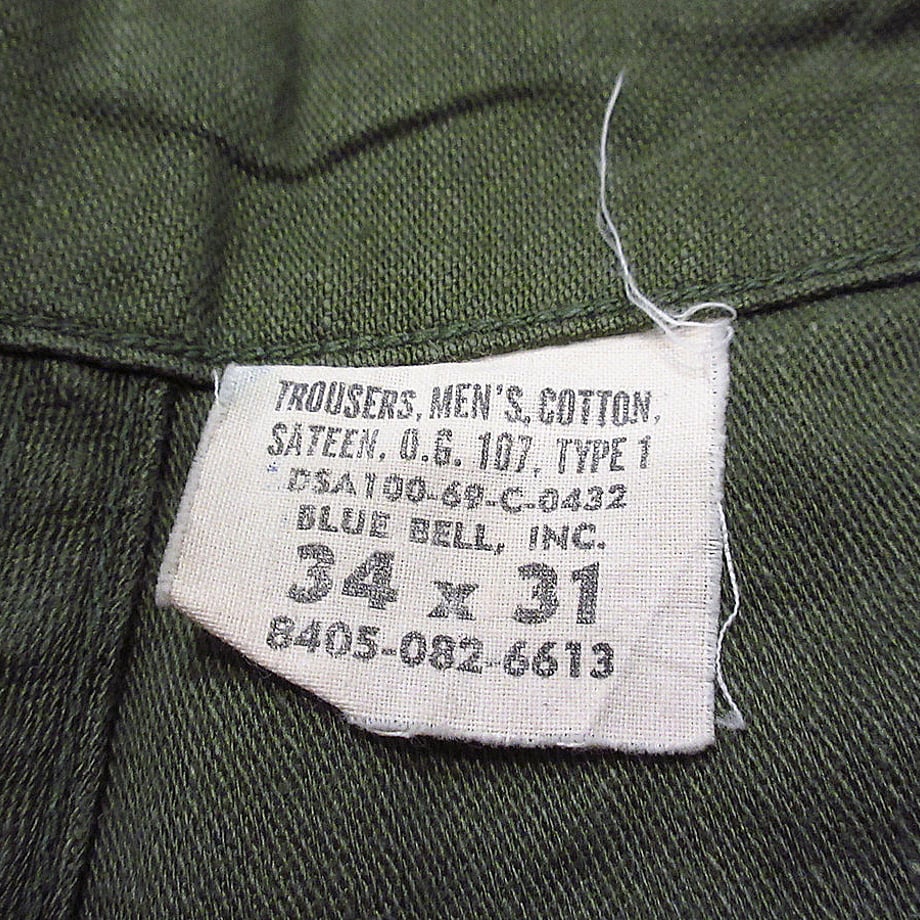 TROUSERS, MEN'S, COTTON,
SATEEN, O.G. 107, TYPE 1
DSA100-69-C-0432
BLUE BELL, INC.
34 x 31
8405-082-6613